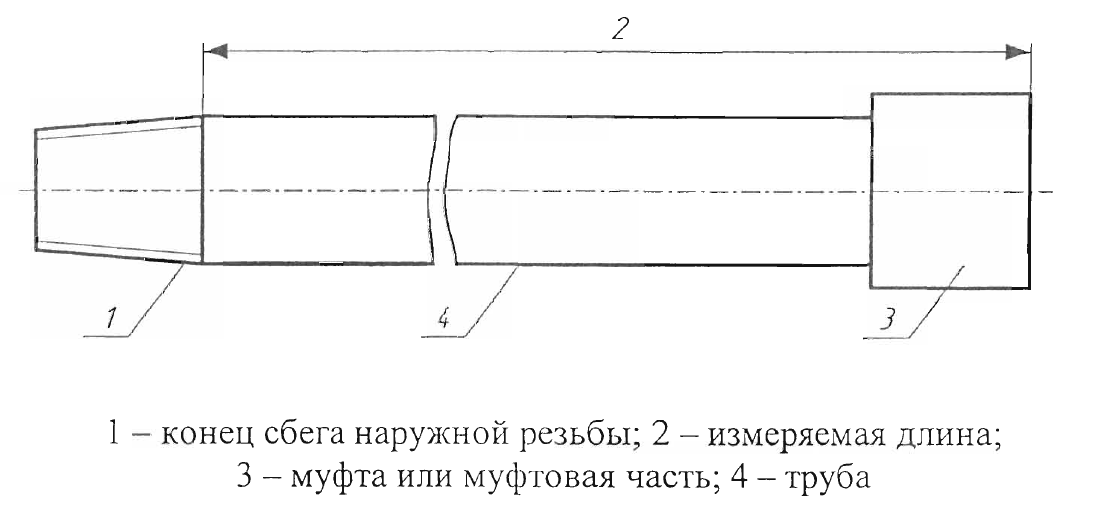 2
1
4
3
1 – конец сбега наружной резьбы; 2 – измеряемая длина;
3 – муфта или муфтовая часть; 4 – труба